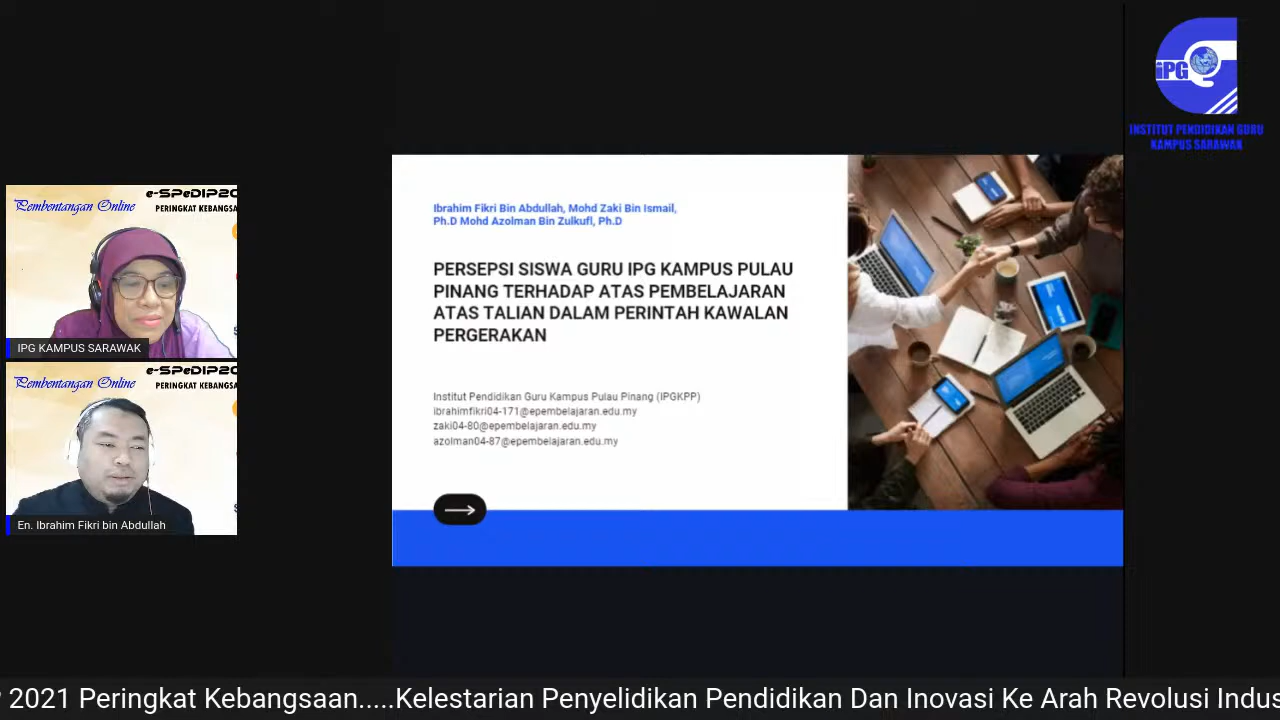 e-SPeDIP20
Pembentangan Online
PERINGKAT KEBANGSA
IPG KAMPUS SARAWAK
e-SPeDIP20
Pembentangan Online
PERINGKAT KEBANGSA
En. Ibrahim Fikri bin Abdullah
Ibrahim Fikri Bin Abdullah, Mohd Zaki Bin Ismail,
Ph.D Mohd Azolman Bin Zulkufl, Ph.D
PERSEPSI SISWA GURU IPG KAMPUS PULAU
PINANG TERHADAP ATAS PEMBELAJARAN
ATAS TALIAN DALAM PERINTAH KAWALAN
PERGERAKAN
Institut Pendidikan Guru Kampus Pulau Pinang (IPGKPP)
ibrahimfikri04-171@epembelajaran.edu.my
zaki04-80@epembelajaran.edu.my
azolman04-87@epembelajaran.edu.my
iPG
INSTITUT PENDIDIKAN GURU
KAMPUS SARAWAK
2021 Peringkat Kebangsaan.....Kelestarian Penyelidikan Pendidikan Dan Inovasi Ke Arah Revolusi Indus